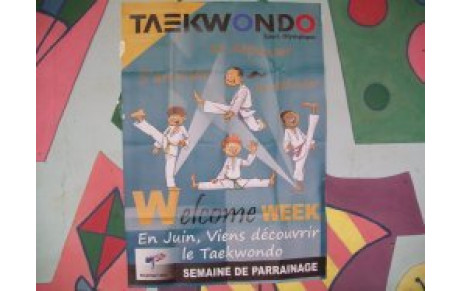 TAEKWONDO
Welcome WEEK
En Juin, Viens découvrir
le Taekwondo
SEMAINE DE PARRAINAGE